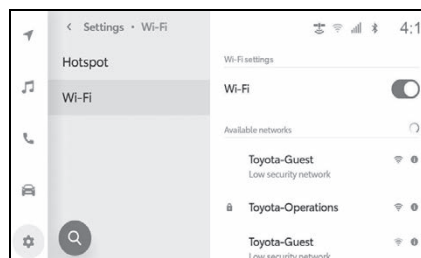 < Settings • Wi-Fi
4:1
Hotspot
Wi-Fi
Wi-Fi settings
Wi-Fi
Available networks
Toyota-Guest
Low security network
Toyota-Operations
Toyota-Guest
Low security network